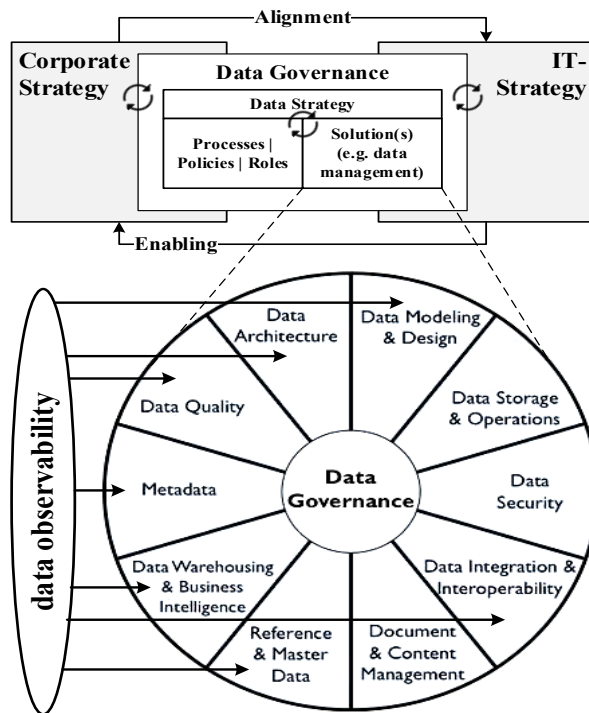 Alignment
Corporate
Strategy
Data Governance
IT-
Strategy
Data Strategy
Processes |
Policies | Roles
Solution(s)
(e.g. data
management)
Enabling
data observability
Data
Architecture
Data Modeling
& Design
Data Quality
Data Storage
& Operations
Metadata
Data
Governance
Data
Security
Data Warehousing
& Business
Intelligence
Data Integration &
Interoperability
Reference
& Master
Data
Document
& Content
Management